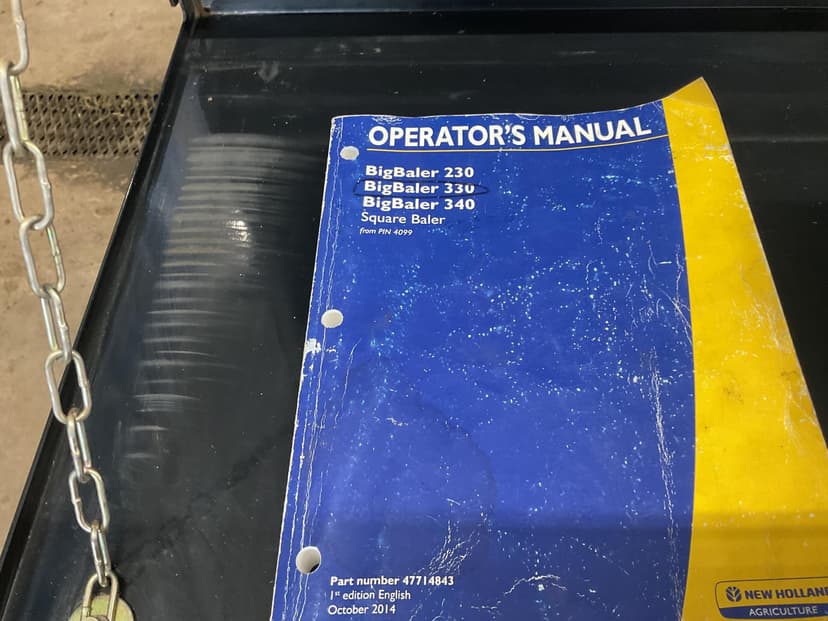 OPERATOR'S MANUAL
BigBaler 230
BigBaler 330
BigBaler 340
Square Baler
from PIN 4099
Part number 47714843
1st edition English
October 2014
NEW HOLLAND
AGRICULTURE